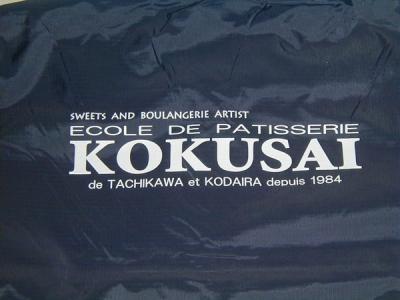 SWEETS AND BOULANGERIE ARTIST
ECOLE DE PATISSERIE
KOKUSAI
de TACHIKAWA et KODAIRA depuis 1984